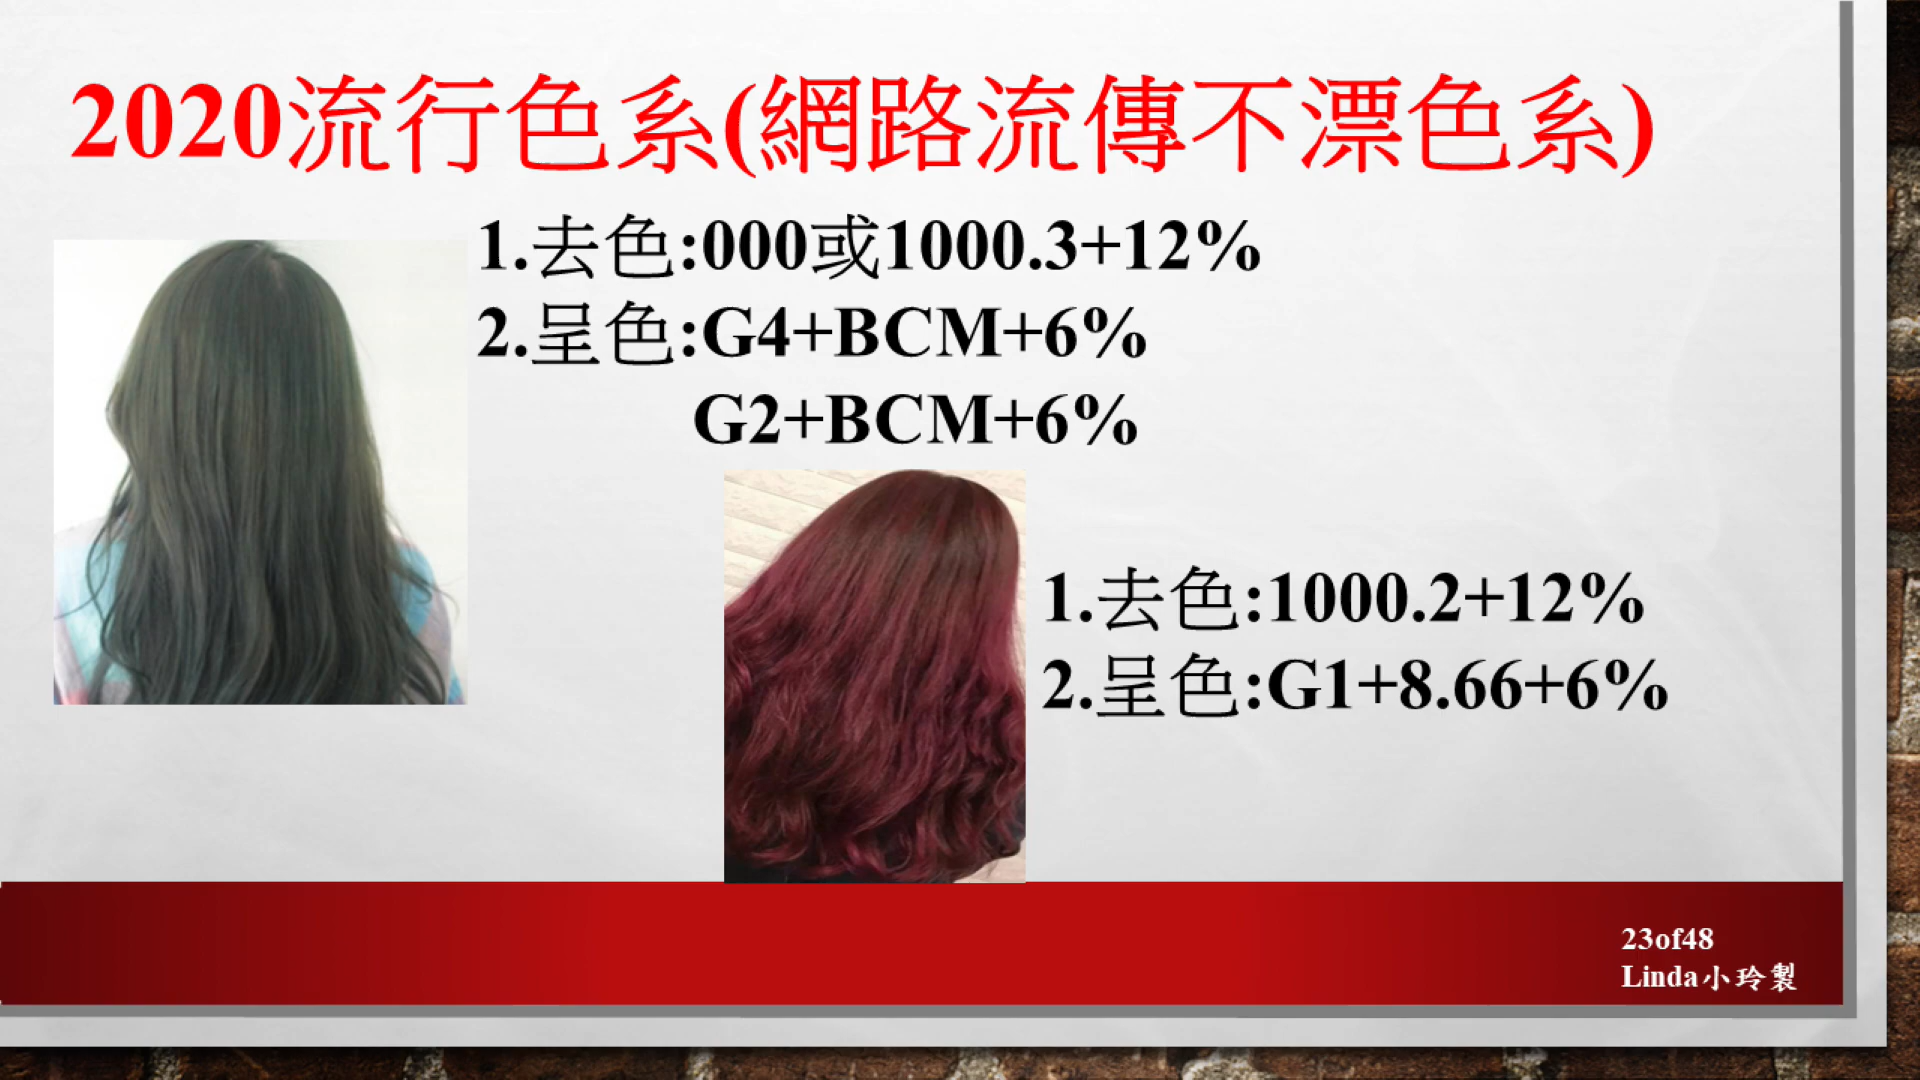 2020流行色系(網路流傳不漂色系)
1.去色:000或1000.3+12%
2.呈色:G4+BCM+6%
G2+BCM+6%
1.去色:1000.2+12%
2.呈色:G1+8.66+6%
23of48
Linda小玲製